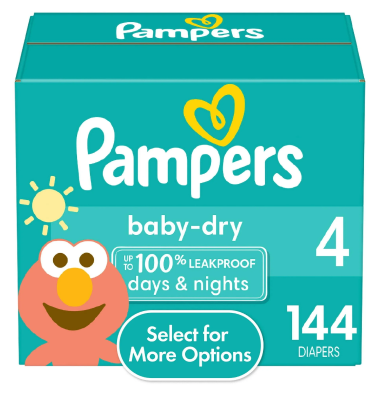 Pampers
Pampers
baby-dry
4
UP TO 100% LEAKPROOF
days & nights
144
DIAPERS
Select for
More Options